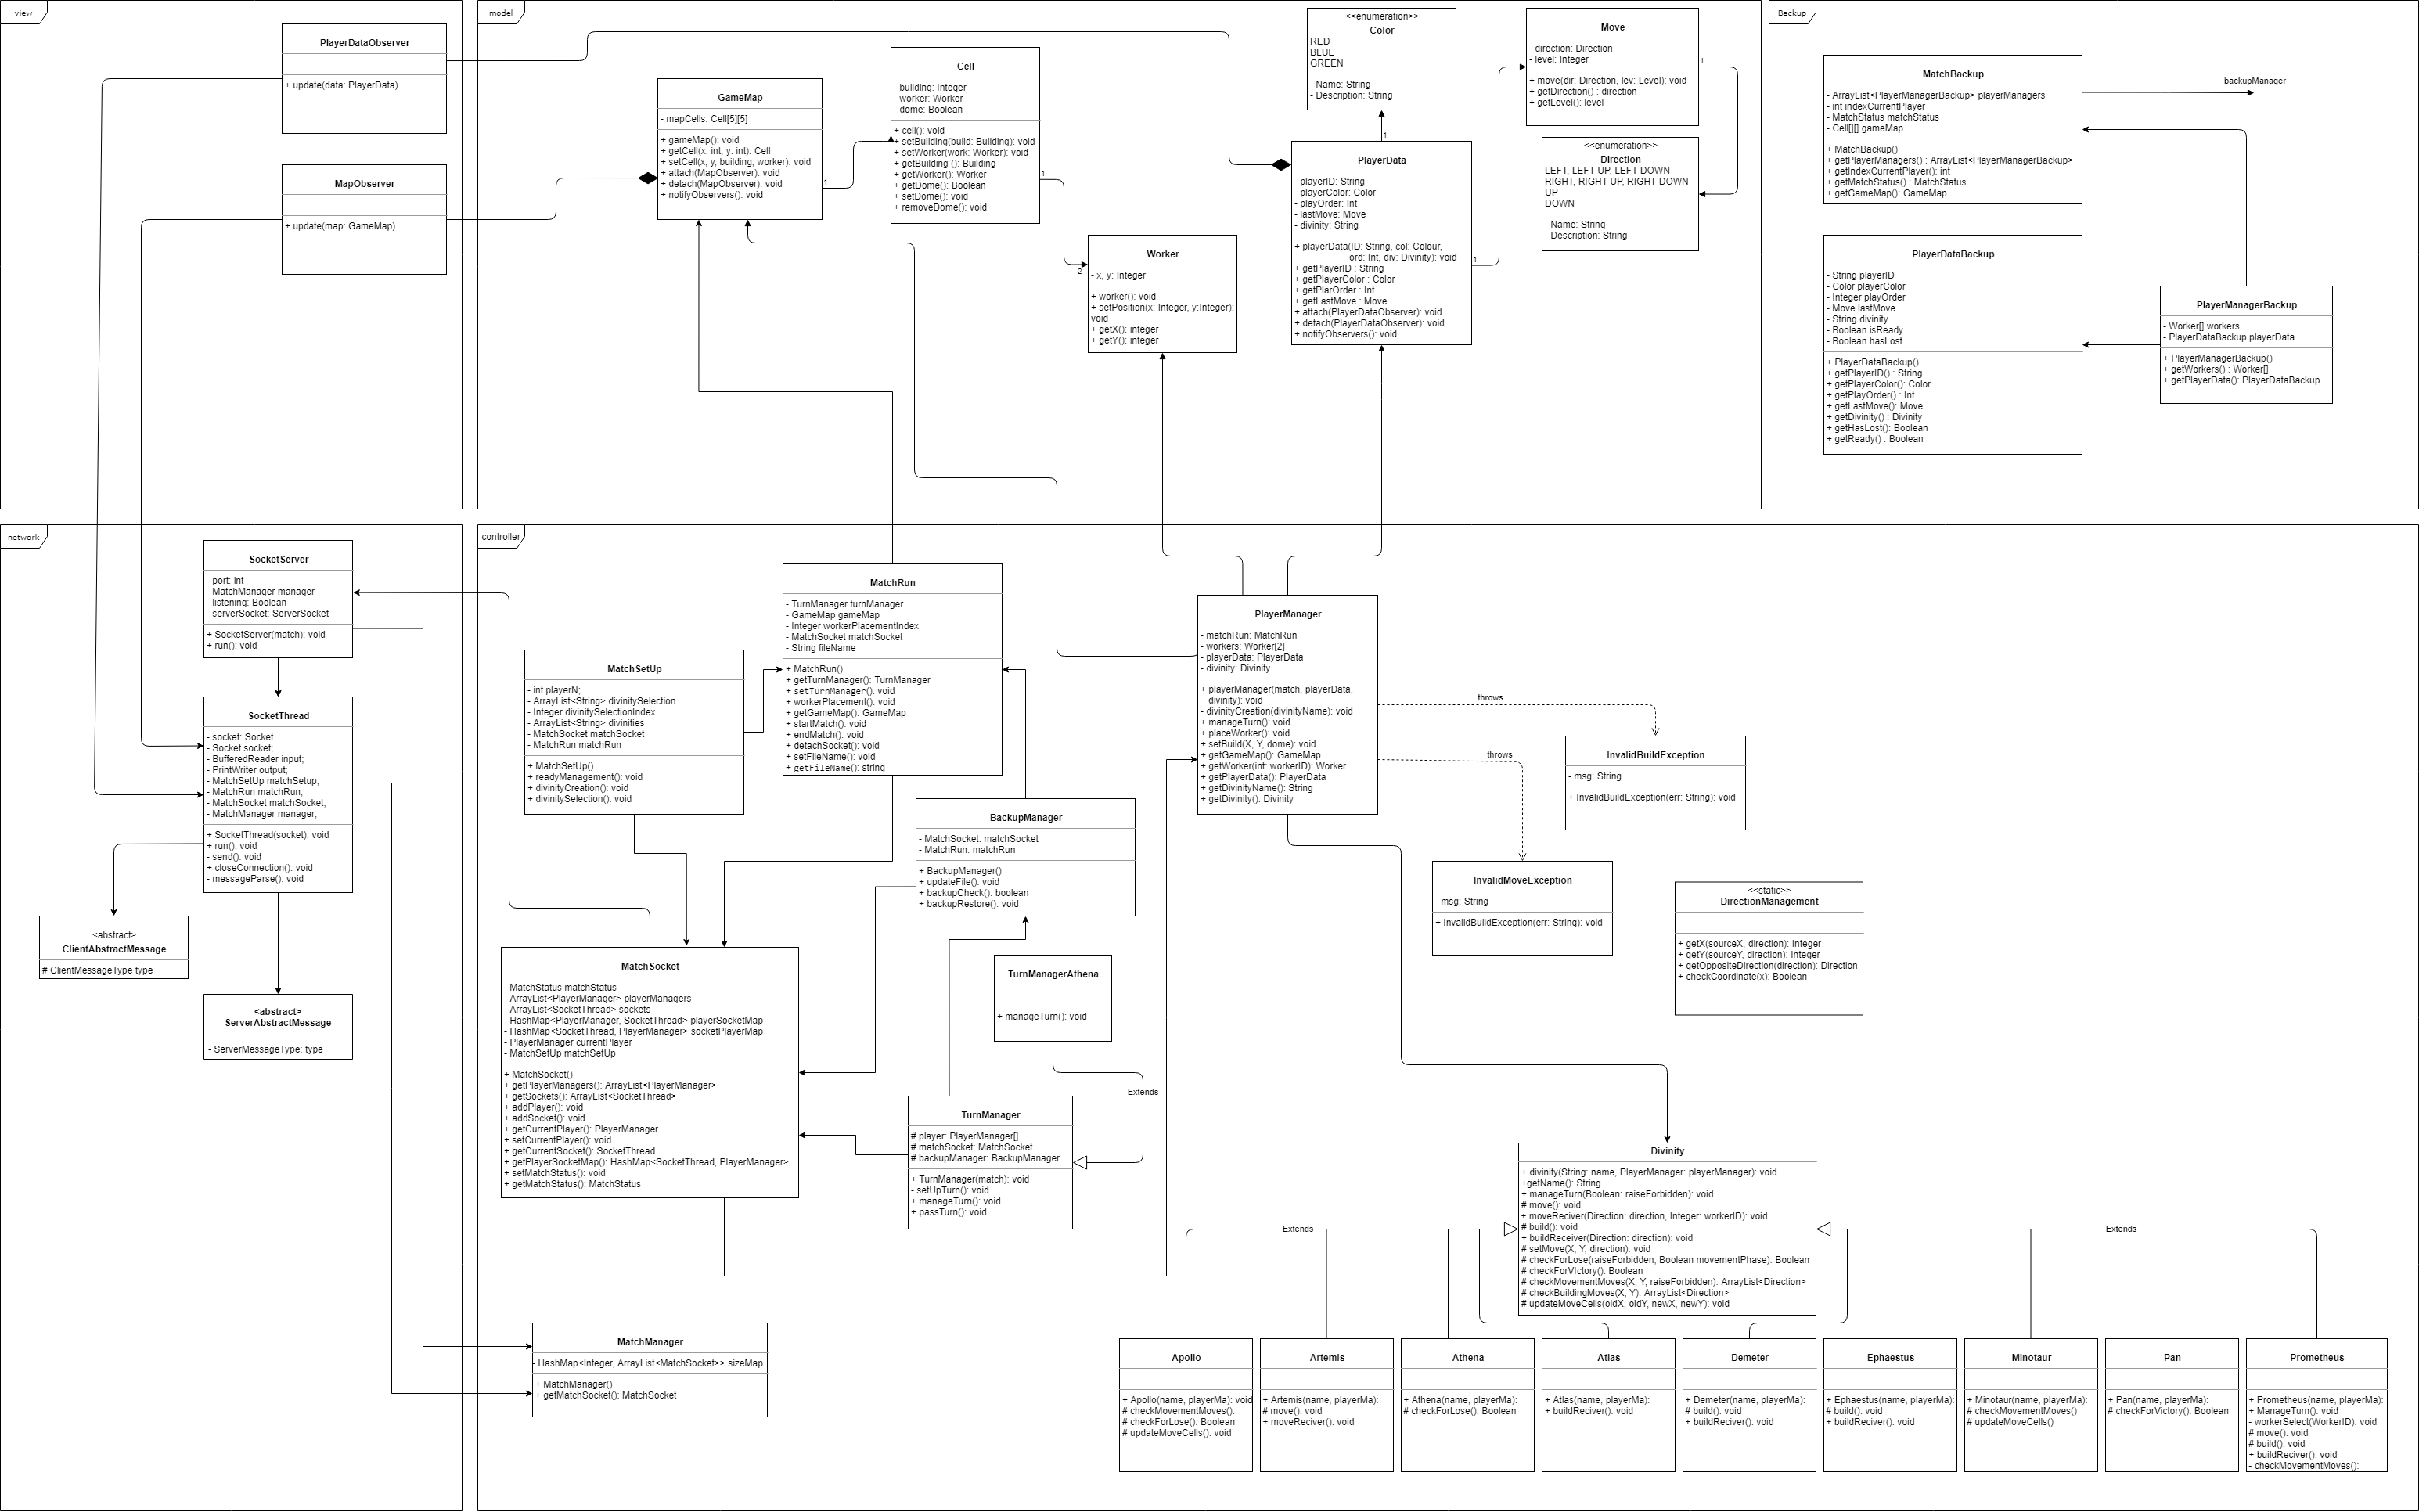 view
PlayerDataObserver
+ update(data: PlayerData)
MapObserver
+ update(map: GameMap)
model
GameMap
- mapCells: Cell[5][5]
+ gameMap(): void
+ getCell(x: int, y: int): Cell
+ setCell(x, y, building, worker): void
+ attach(MapObserver): void
+ detach(MapObserver): void
+ notifyObservers(): void
1
Cell
- building: Integer
- worker: Worker
- dome: Boolean
+ cell(): void
+ setBuilding(build: Building): void
+ setWorker(work: Worker): void
+ getBuilding (): Building
+ getWorker(): Worker
+ getDome(): Boolean
+ setDome(): void
+ removeDome(): void
1
2
Worker
- x, y: Integer
+ worker(): void
+ setPosition(x: Integer, y:Integer):
void
+ getX(): integer
+ getY(): integer
<<enumeration>>
Color
RED
BLUE
GREEN
- Name: String
- Description: String
1
PlayerData
- playerID: String
- playerColor: Color
- playOrder: Int
- lastMove: Move
- divinity: String
+ playerData(ID: String, col: Colour,
ord: Int, div: Divinity): void
+ getPlayerID : String
+ getPlayerColor : Color
+ getPlarOrder : Int
+ getLastMove : Move
+ attach(PlayerDataObserver): void
+ detach(PlayerDataObserver): void
+ notifyObservers(): void
1
Move
- direction: Direction
- level: Integer
+ move(dir: Direction, lev: Level): void
+ getDirection() : direction
+ getLevel(): level
1
<<enumeration>>
Direction
LEFT, LEFT-UP, LEFT-DOWN
RIGHT, RIGHT-UP, RIGHT-DOWN
UP
DOWN
- Name: String
- Description: String
Backup
MatchBackup
- ArrayList<PlayerManagerBackup> playerManagers
- int indexCurrentPlayer
- MatchStatus matchStatus
- Cell[][] gameMap
+ MatchBackup()
+ getPlayerManagers() : ArrayList<PlayerManagerBackup>
+ getIndexCurrentPlayer(): int
+ getMatchStatus() : MatchStatus
+ getGameMap(): GameMap
backupManager
PlayerDataBackup
- String playerID
- Color playerColor
- Integer playOrder
- Move lastMove
- String divinity
- Boolean isReady
- Boolean hasLost
+ PlayerDataBackup()
+ getPlayerID() : String
+ getPlayerColor(): Color
+ getPlayOrder() : Int
+ getLastMove(): Move
+ getDivinity() : Divinity
+ getHasLost(): Boolean
+ getReady() : Boolean
PlayerManagerBackup
- Worker[] workers
- PlayerDataBackup playerData
+ PlayerManagerBackup()
+ getWorkers() : Worker[]
+ getPlayerData(): PlayerDataBackup
network
SocketServer
- port: int
- MatchManager manager
- listening: Boolean
- serverSocket: ServerSocket
+ SocketServer(match): void
+ run(): void
SocketThread
- socket: Socket
- Socket socket;
- BufferedReader input;
- PrintWriter output;
- MatchSetUp matchSetup;
- MatchRun matchRun;
- MatchSocket matchSocket;
- MatchManager manager;
+ SocketThread(socket): void
+ run(): void
- send(): void
+ closeConnection(): void
- messageParse(): void
<abstract>
ClientAbstractMessage
# ClientMessageType type
<abstract>
ServerAbstractMessage
- ServerMessageType: type
controller
MatchRun
- TurnManager turnManager
- GameMap gameMap
- Integer workerPlacementIndex
- MatchSocket matchSocket
- String fileName
+ MatchRun()
+ getTurnManager(): TurnManager
+ setTurnManager(): void
+ workerPlacement(): void
+ getGameMap(): GameMap
+ startMatch(): void
+ endMatch(): void
+ detachSocket(): void
+ setFileName(): void
+ getFileName(): string
MatchSetUp
- int playerN;
- ArrayList<String> divinitySelection
- Integer divinitySelectionIndex
- ArrayList<String> divinities
- MatchSocket matchSocket
- MatchRun matchRun
+ MatchSetUp()
+ readyManagement(): void
+ divinityCreation(): void
+ divinitySelection(): void
BackupManager
- MatchSocket: matchSocket
- MatchRun: matchRun
+ BackupManager()
+ updateFile(): void
+ backupCheck(): boolean
+ backupRestore(): void
MatchSocket
- MatchStatus matchStatus
- ArrayList<PlayerManager> playerManagers
- ArrayList<SocketThread> sockets
- HashMap<PlayerManager, SocketThread> playerSocketMap
- HashMap<SocketThread, PlayerManager> socketPlayerMap
- PlayerManager currentPlayer
- MatchSetUp matchSetUp
+ MatchSocket()
+ getPlayerManagers(): ArrayList<PlayerManager>
+ getSockets(): ArrayList<SocketThread>
+ addPlayer(): void
+ addSocket(): void
+ getCurrentPlayer(): PlayerManager
+ setCurrentPlayer(): void
+ getCurrentSocket(): SocketThread
+ getPlayerSocketMap(): HashMap<SocketThread, PlayerManager>
+ setMatchStatus(): void
+ getMatchStatus(): MatchStatus
TurnManagerAthena
+ manageTurn(): void
Extends
TurnManager
# player: PlayerManager[]
# matchSocket: MatchSocket
# backupManager: BackupManager
+ TurnManager(match): void
- setUpTurn(): void
+ manageTurn(): void
+ passTurn(): void
MatchManager
- HashMap<Integer, ArrayList<MatchSocket>> sizeMap
+ MatchManager()
+ getMatchSocket(): MatchSocket
PlayerManager
- matchRun: MatchRun
- workers: Worker[2]
- playerData: PlayerData
- divinity: Divinity
+ playerManager(match, playerData,
divinity): void
- divinityCreation(divinityName): void
+ manageTurn(): void
+ placeWorker(): void
+ setBuild(X, Y, dome): void
+ getGameMap(): GameMap
+ getWorker(int: workerID): Worker
+ getPlayerData(): PlayerData
+ getDivinityName(): String
+ getDivinity(): Divinity
throws
throws
InvalidBuildException
- msg: String
+ InvalidBuildException(err: String): void
InvalidMoveException
- msg: String
+ InvalidBuildException(err: String): void
<<static>>
DirectionManagement
+ getX(sourceX, direction): Integer
+ getY(sourceY, direction): Integer
+ getOppositeDirection(direction): Direction
+ checkCoordinate(x): Boolean
Divinity
+ divinity(String: name, PlayerManager: playerManager): void
+getName(): String
+ manageTurn(Boolean: raiseForbidden): void
# move(): void
+ moveReciver(Direction: direction, Integer: workerID): void
# build(): void
+ buildReceiver(Direction: direction): void
# setMove(X, Y, direction): void
# checkForLose(raiseForbidden, Boolean movementPhase): Boolean
# checkForVIctory(): Boolean
# checkMovementMoves(X, Y, raiseForbidden): ArrayList<Direction>
# checkBuildingMoves(X, Y): ArrayList<Direction>
# updateMoveCells(oldX, oldY, newX, newY): void
Extends
Extends
Apollo
+ Apollo(name, playerMa): void
# checkMovementMoves():
# checkForLose(): Boolean
# updateMoveCells(): void
Artemis
+ Artemis(name, playerMa):
# move(): void
+ moveReciver(): void
Athena
+ Athena(name, playerMa):
# checkForLose(): Boolean
Atlas
+ Atlas(name, playerMa):
+ buildReciver(): void
Demeter
+ Demeter(name, playerMa):
# build(): void
+ buildReciver(): void
Ephaestus
+ Ephaestus(name, playerMa):
# build(): void
+ buildReciver(): void
Minotaur
+ Minotaur(name, playerMa):
# checkMovementMoves()
# updateMoveCells()
Pan
+ Pan(name, playerMa):
# checkForVictory(): Boolean
Prometheus
+ Prometheus(name, playerMa):
+ ManageTurn(): void
- workerSelect(WorkerID): void
# move(): void
# build(): void
+ buildReciver(): void
- checkMovementMoves():